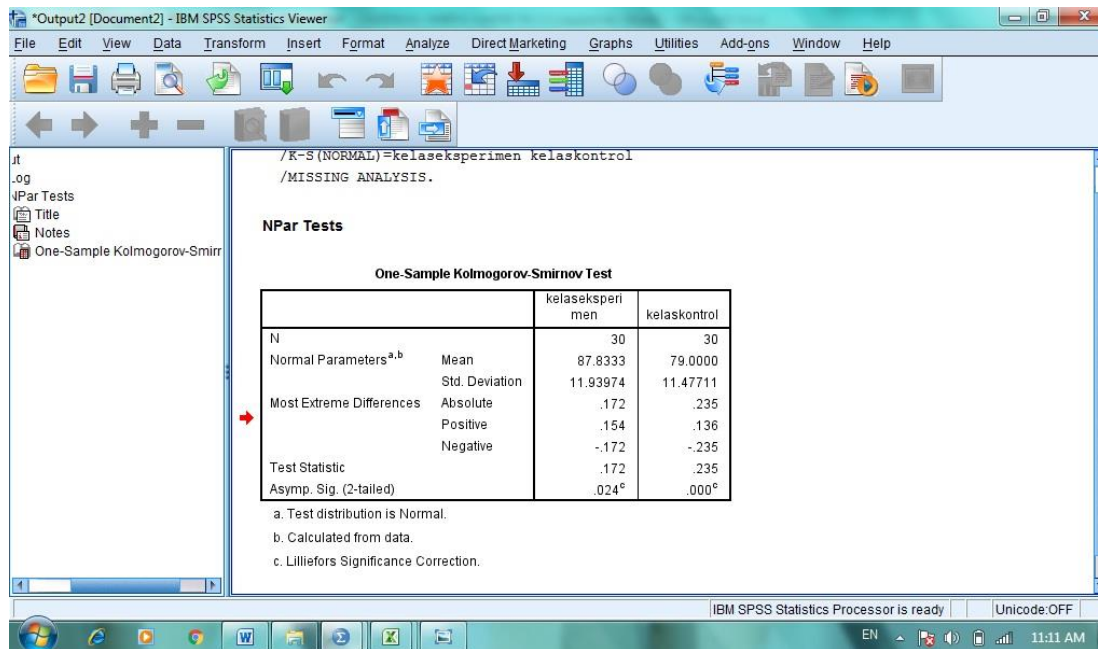 *Output2 [Document2] - IBM SPSS Statistics Viewer
File Edit View Data Transform Insert Format Analyze Direct Marketing Graphs Utilities Add-ons Window Help
/K-S(NORMAL)=kelaseksperimen kelaskontrol
/MISSING ANALYSIS.
ut
.og
NPar Tests
Title
Notes
One-Sample Kolmogorov-Smirr
NPar Tests
One-Sample Kolmogorov-Smirnov Test
kelaseksperi
men kelaskontrol
N 30 30
Normal Parametersa,b Mean 87.8333 79.0000
Std. Deviation 11.93974 11.47711
Most Extreme Differences Absolute .172 .235
Positive .154 .136
Negative -.172 -.235
Test Statistic .172 .235
Asymp. Sig. (2-tailed) .024c .000c
a. Test distribution is Normal.
b. Calculated from data.
c. Lilliefors Significance Correction.
IBM SPSS Statistics Processor is ready Unicode:OFF
EN 11:11 AM